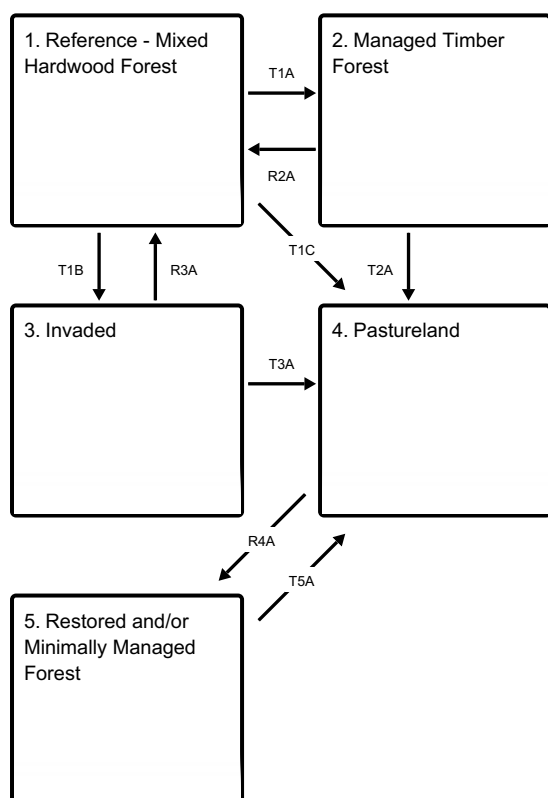 1. Reference - Mixed
Hardwood Forest
T1A
2. Managed Timber
Forest
R2A
T1C
T1B
R3A
T2A
3. Invaded
T3A
4. Pastureland
R4A
T5A
5. Restored and/or
Minimally Managed
Forest